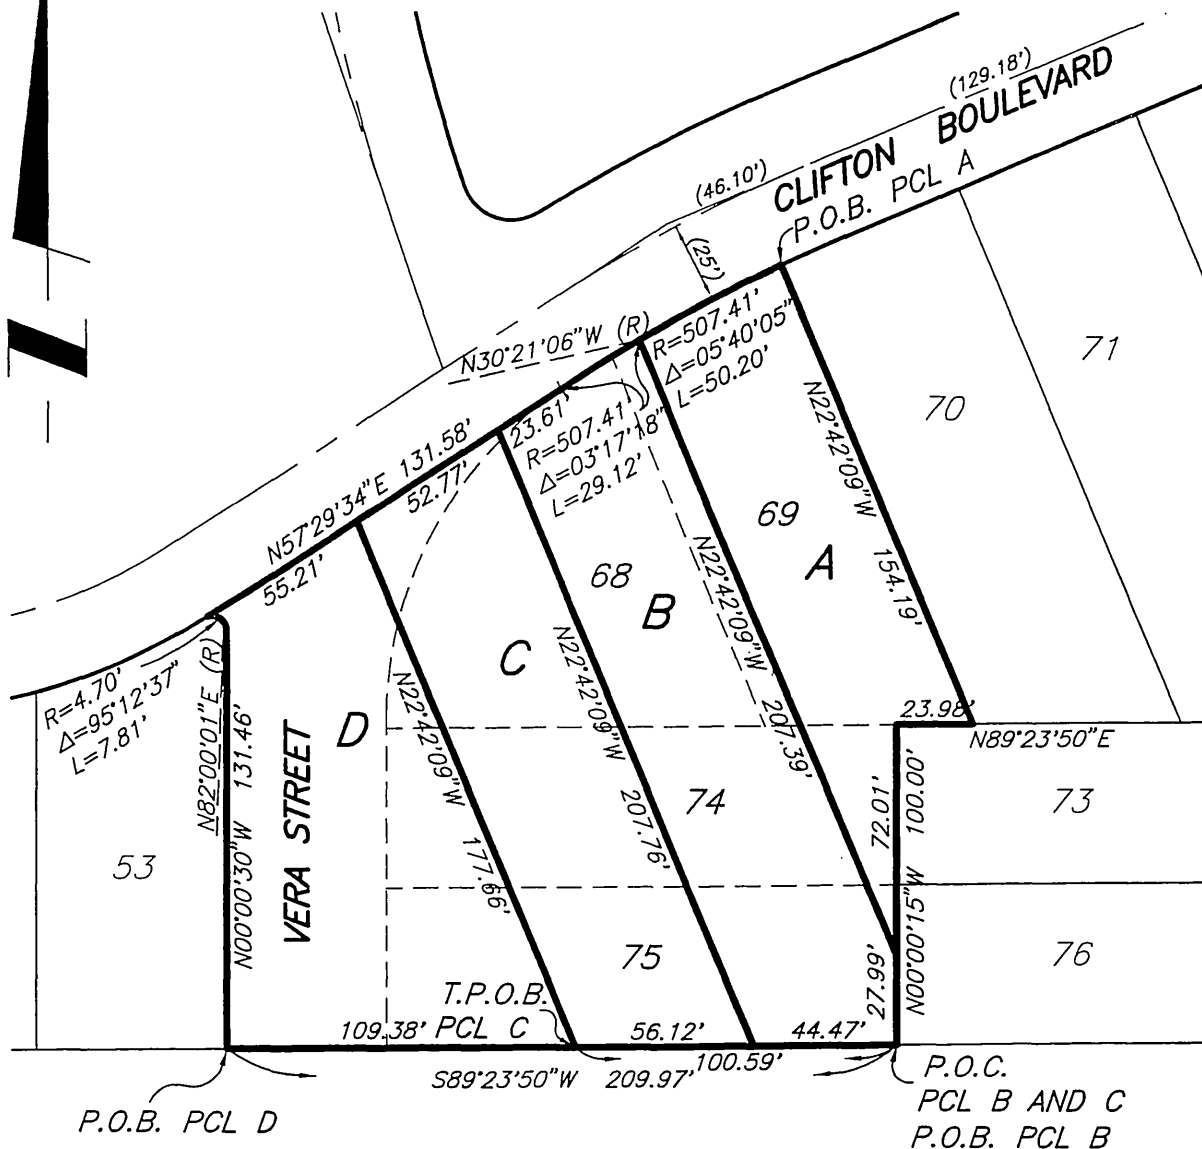 (129.18')
CLIFTON BOULEVARD
(46.10')
P.O.B. PCL A
(25')
N30°21'06"W (R)
R=507.41'
Δ=05°40'05"
L=50.20'
71
70
N22°42'09"W 154.19'
23.61'
R=507.41'
Δ=03°17'18"
L=29.12'
N57°29'34"E 131.58'
52.77'
55.21'
69
A
68
B
N22°42'09"W 207.39'
C
N22°42'09"W 207.76'
D
N22°42'09"W 177.66'
R=4.70'
Δ=95°12'37"
L=7.81'
N82°00'01"E (R)
N00°00'30"W 131.46'
VERA STREET
53
23.98'
N89°23'50"E
74
72.01'
N00°00'15"W 100.00'
73
75
27.99'
76
T.P.O.B.
PCL C
109.38'
56.12'
44.47'
100.59'
S89°23'50"W 209.97'
P.O.B. PCL D
P.O.C.
PCL B AND C
P.O.B. PCL B